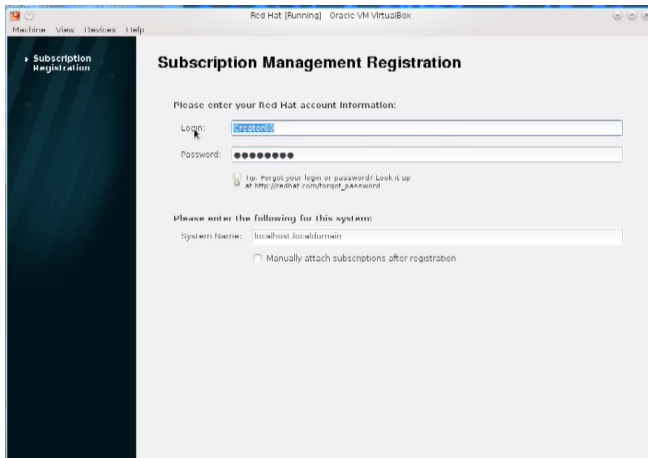 Red Hat [Running] Oracle VM VirtualBox
Machine View Devices Help
Subscription
Registration
Subscription Management Registration
Please enter your Red Hat account information:
Login: Creator99
Password:
Tip: Forgot your login or password? Look it up
at http://redhat.com/forgot_password
Please enter the following for this system:
System Name: localhost.localdomain
Manually attach subscriptions after registration